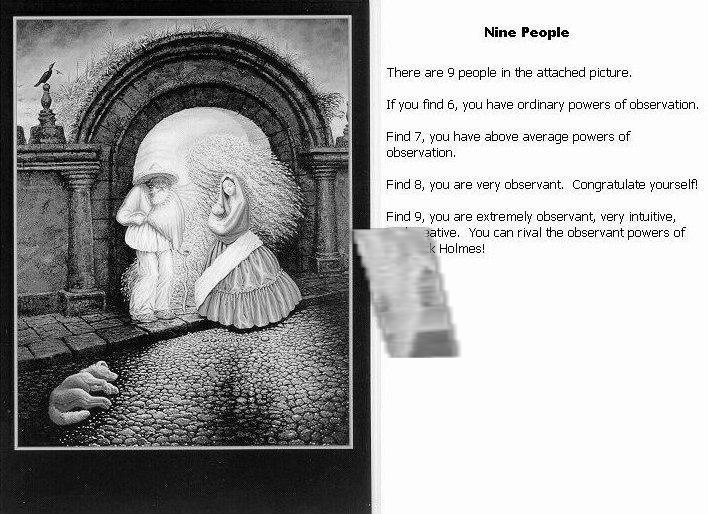 Nine People
There are 9 people in the attached picture.
If you find 6, you have ordinary powers of observation.
Find 7, you have above average powers of
observation.
Find 8, you are very observant.  Congratulate yourself!
Find 9, you are extremely observant, very intuitive,
You can rival the observant powers of
Holmes!